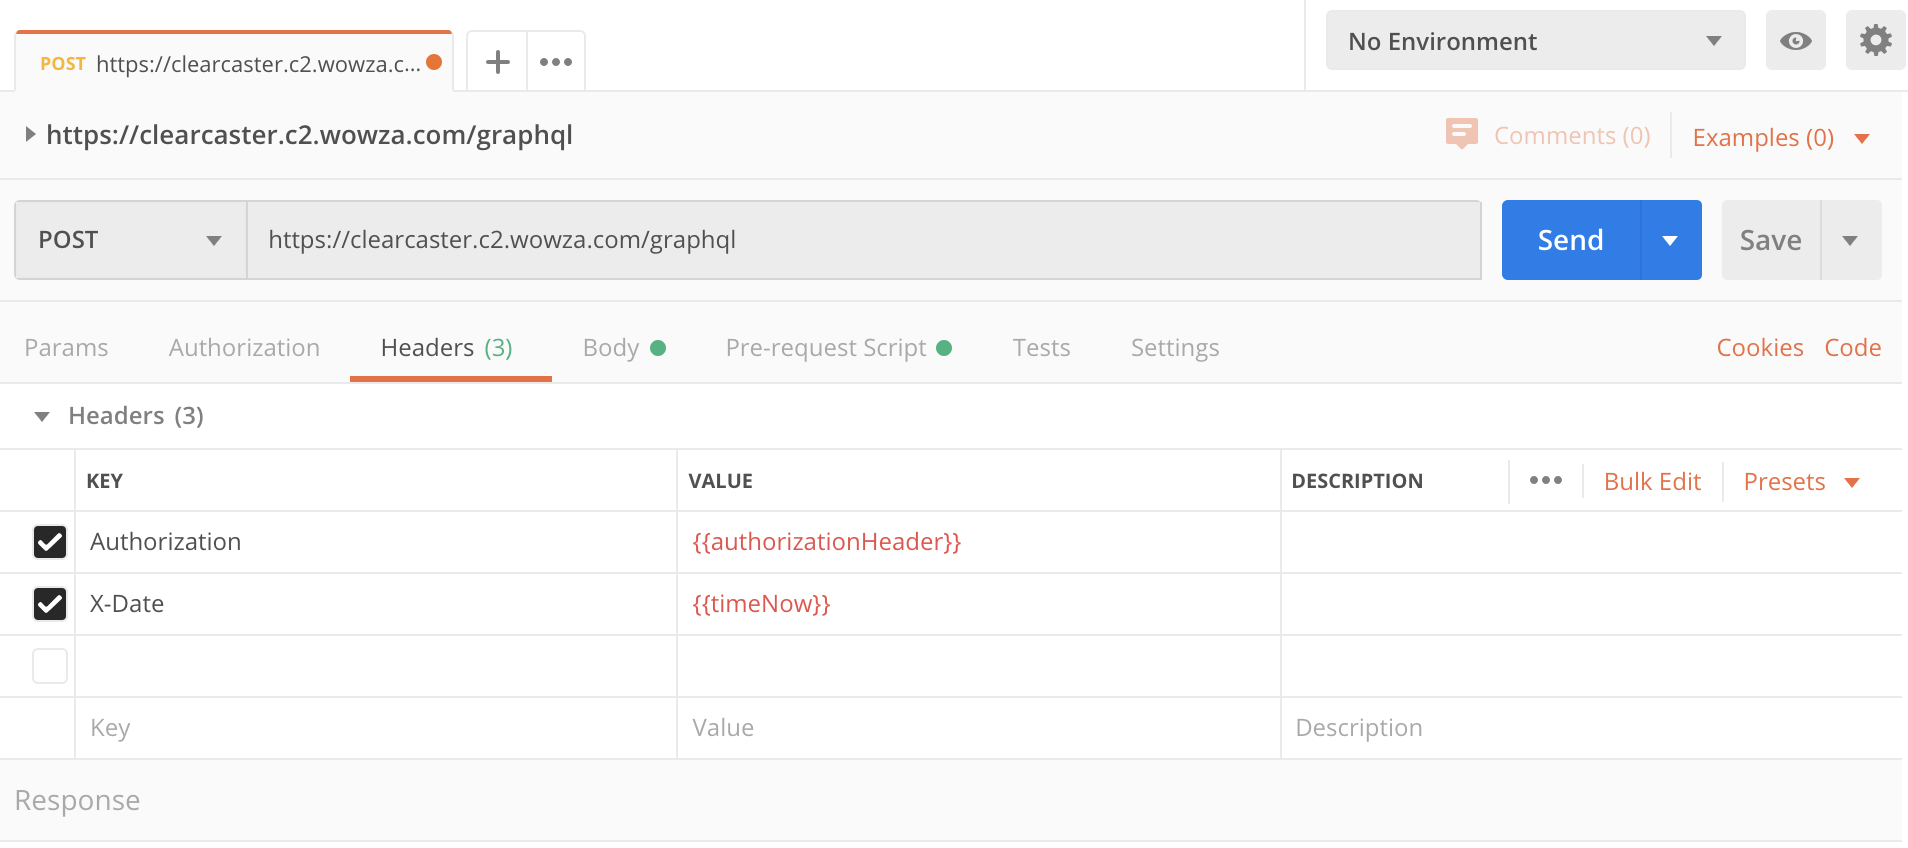 POST https://clearcaster.c2.wowza.c...
No Environment
https://clearcaster.c2.wowza.com/graphql
Comments (0)
Examples (0)
POST
https://clearcaster.c2.wowza.com/graphql
Send
Save
Params
Authorization
Headers (3)
Body
Pre-request Script
Tests
Settings
Cookies
Code
Headers (3)
KEY
VALUE
DESCRIPTION
Bulk Edit
Presets
Authorization
{{authorizationHeader}}
X-Date
{{timeNow}}
Key
Value
Description
Response